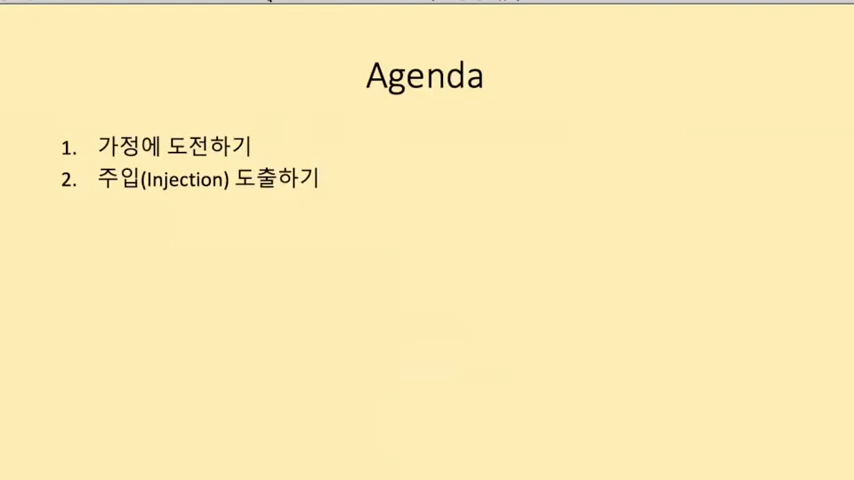 Agenda
1. 가정에 도전하기
2. 주입(Injection) 도출하기